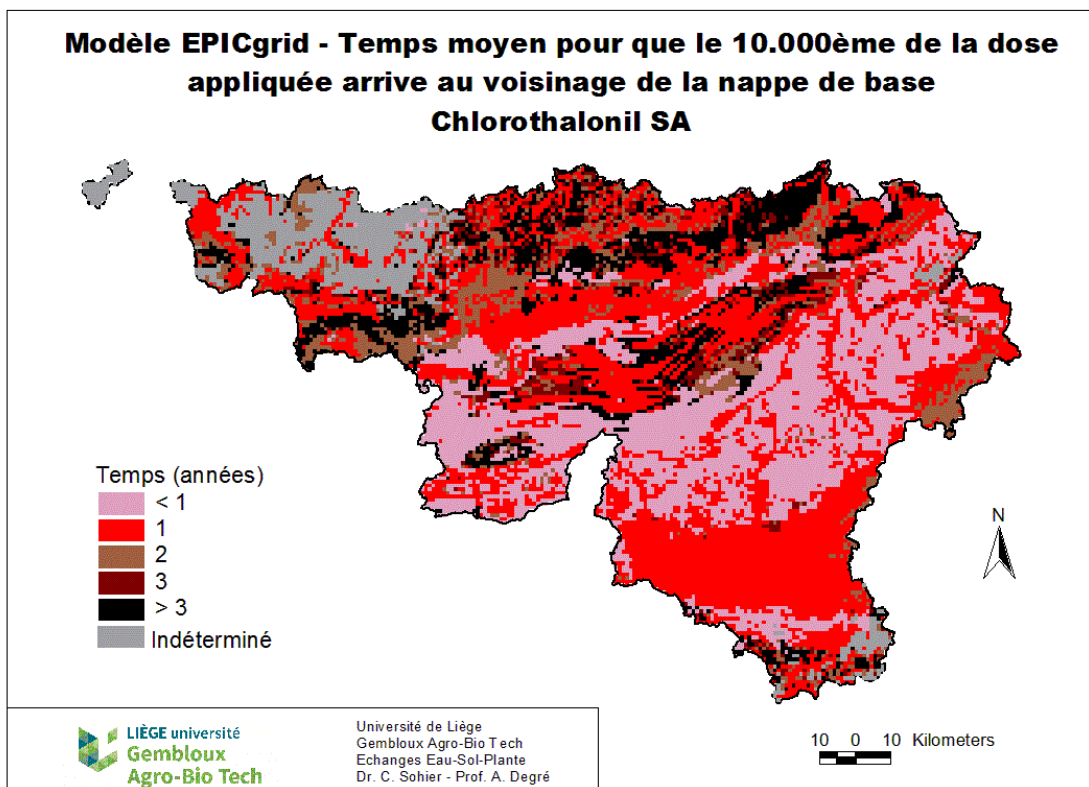 Modèle EPICgrid - Temps moyen pour que le 10.000ème de la dose
appliquée arrive au voisinage de la nappe de base
Chlorothalonil SA
Temps (années)
< 1
1
2
3
> 3
Indéterminé
N
10 0 10 Kilometers
LIÈGE université
Gembloux
Agro-Bio Tech
Université de Liège
Gembloux Agro-Bio Tech
Echanges Eau-Sol-Plante
Dr. C. Sohier - Prof. A. Degré